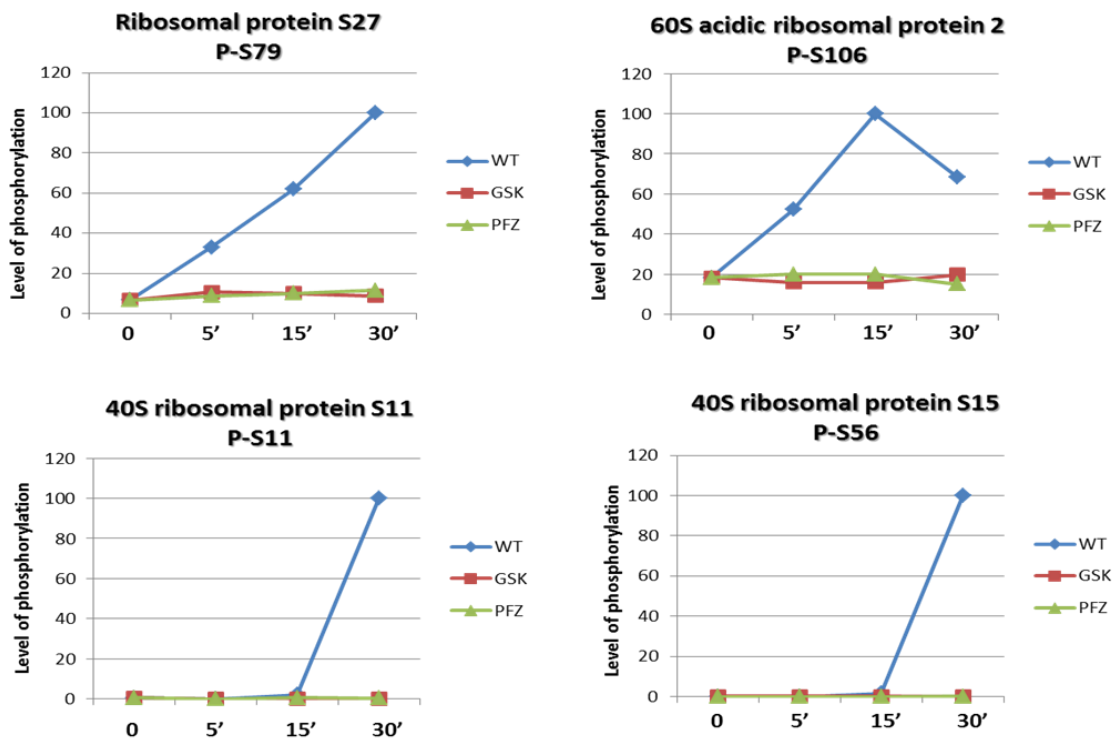 Ribosomal protein S27
P-S79
Level of phosphorylation
120
100
80
60
40
20
0
0 5’ 15’ 30’
WT
GSK
PFZ
60S acidic ribosomal protein 2
P-S106
Level of phosphorylation
120
100
80
60
40
20
0
0 5’ 15’ 30’
WT
GSK
PFZ
40S ribosomal protein S11
P-S11
Level of phosphorylation
120
100
80
60
40
20
0
0 5’ 15’ 30’
WT
GSK
PFZ
40S ribosomal protein S15
P-S56
Level of phosphorylation
120
100
80
60
40
20
0
0 5’ 15’ 30’
WT
GSK
PFZ